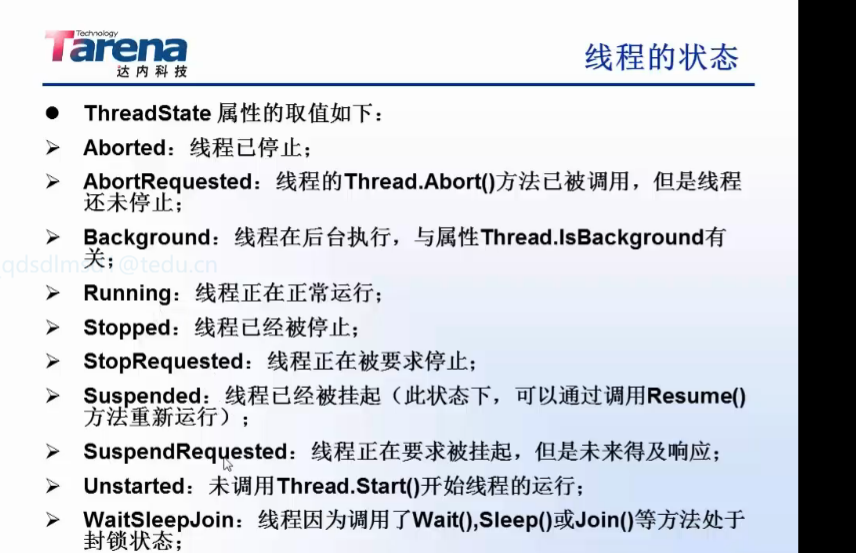 Technology
Tarena
达内科技
线程的状态
● ThreadState 属性的取值如下：
➢ Aborted：线程已停止；
➢ AbortRequested：线程的Thread.Abort()方法已被调用，但是线程
还未停止；
➢ Background：线程在后台执行，与属性Thread.IsBackground有
关；
➢ Running：线程正在正常运行；
➢ Stopped：线程已经被停止；
➢ StopRequested：线程正在被要求停止；
➢ Suspended：线程已经被挂起（此状态下，可以通过调用Resume()
方法重新运行）；
➢ SuspendRequested：线程正在要求被挂起，但是未来得及响应；
➢ Unstarted：未调用Thread.Start()开始线程的运行；
➢ WaitSleepJoin：线程因为调用了Wait(),Sleep()或Join()等方法处于
封锁状态；